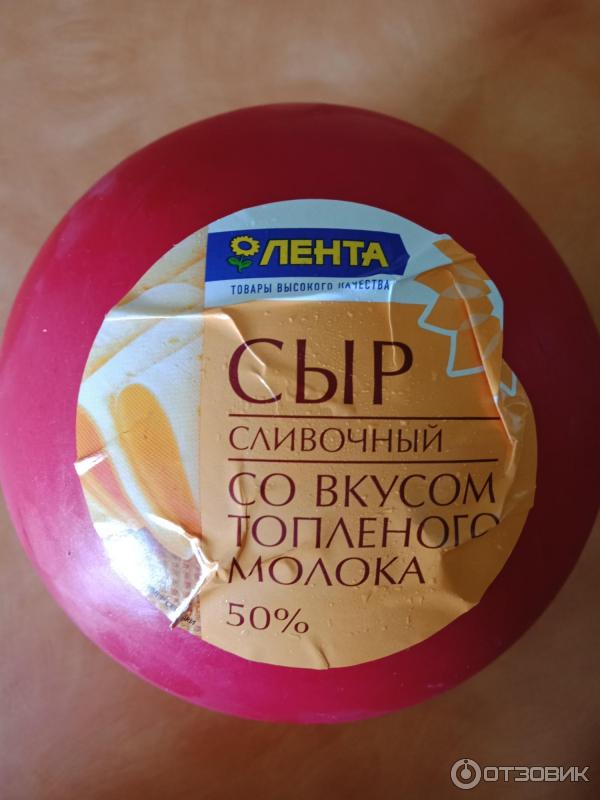 ЛЕНТА
ТОВАРЫ ВЫСОКОГО КАЧЕСТВА
СЫР
СЛИВОЧНЫЙ
СО ВКУСОМ
ТОПЛЕНОГО
МОЛОКА
50%
ОТЗОВИК